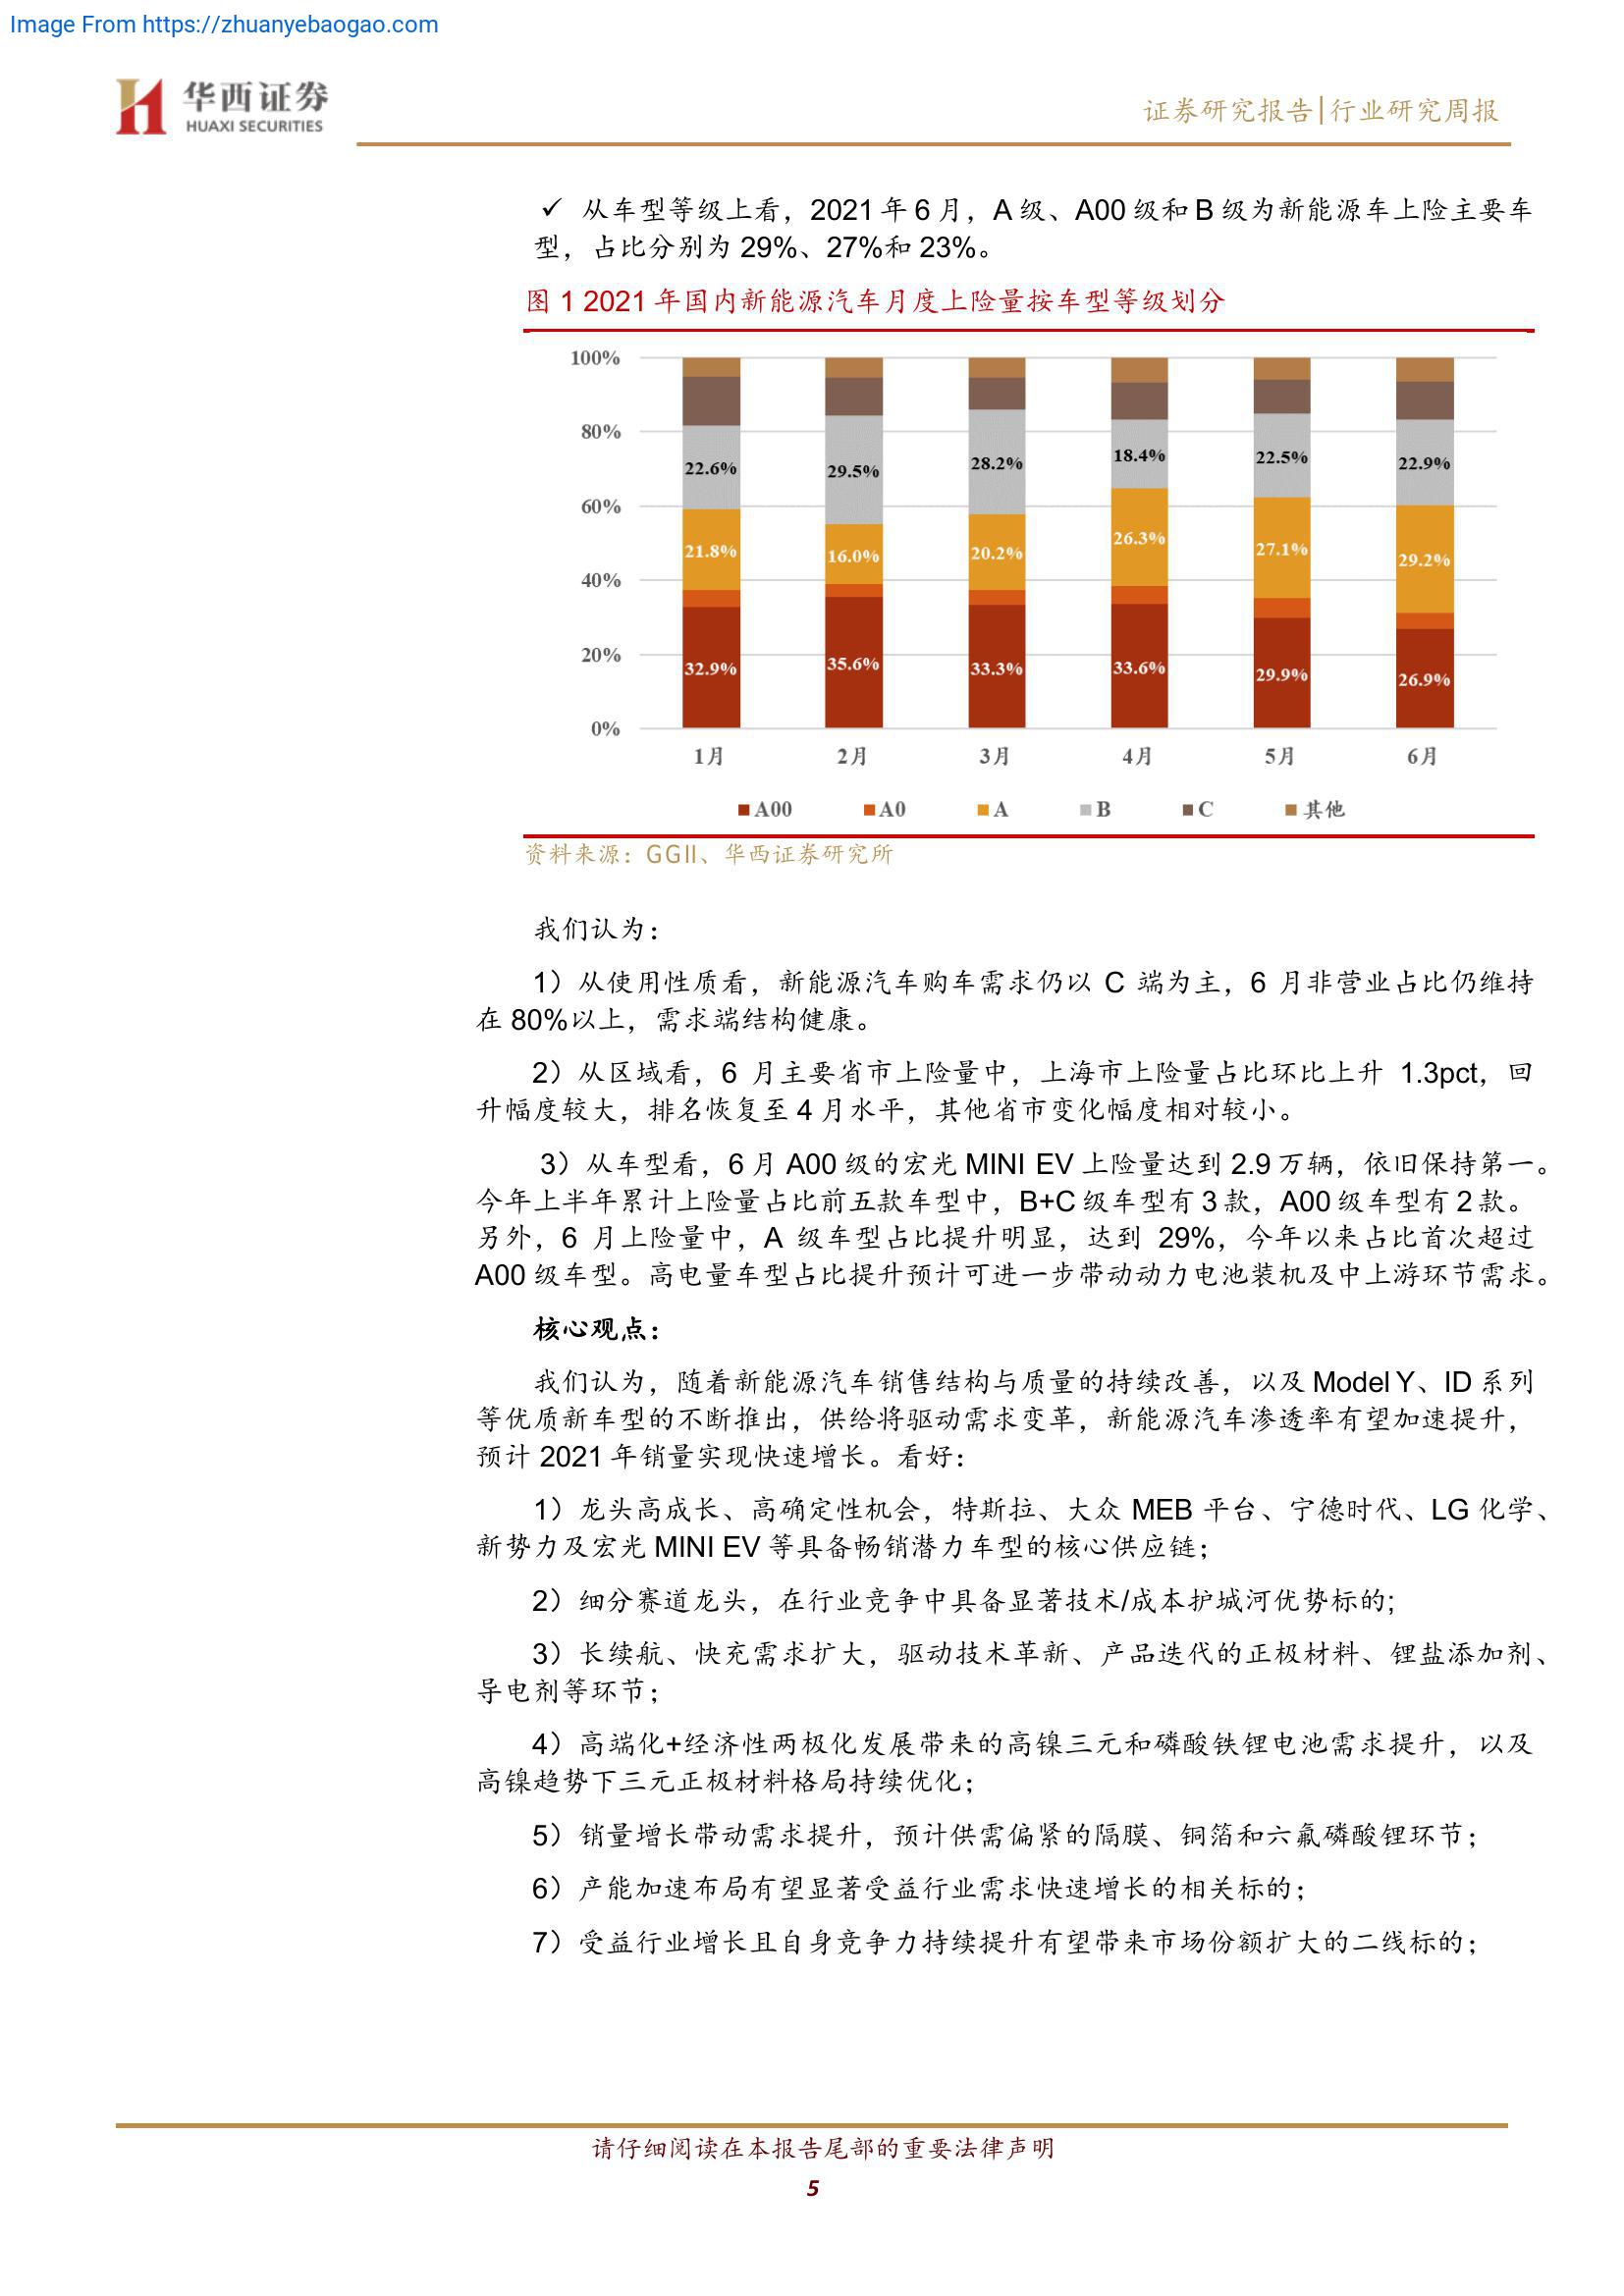 Image From https://zhuanyebaogao.com
华西证券
HUAXI SECURITIES
证券研究报告|行业研究周报
✓ 从车型等级上看，2021 年 6 月，A 级、A00 级和 B 级为新能源车上险主要车
型，占比分别为 29%、27%和 23%。
图 1 2021 年国内新能源汽车月度上险量按车型等级划分
100%
80%
60%
40%
20%
0%
22.6% 29.5% 28.2% 18.4% 22.5% 22.9%
21.8% 16.0% 20.2% 26.3% 27.1% 29.2%
32.9% 35.6% 33.3% 33.6% 29.9% 26.9%
1月 2月 3月 4月 5月 6月
A00 A0 A B C 其他
资料来源：GGII、华西证券研究所
我们认为：
1）从使用性质看，新能源汽车购车需求仍以 C 端为主，6 月非营业占比仍维持
在 80%以上，需求端结构健康。
2）从区域看，6 月主要省市上险量中，上海市上险量占比环比上升 1.3pct，回
升幅度较大，排名恢复至 4 月水平，其他省市变化幅度相对较小。
3）从车型看，6 月 A00 级的宏光 MINI EV 上险量达到 2.9 万辆，依旧保持第一。
今年上半年累计上险量占比前五款车型中，B+C 级车型有 3 款，A00 级车型有 2 款。
另外，6 月上险量中，A 级车型占比提升明显，达到 29%，今年以来占比首次超过
A00 级车型。高电量车型占比提升预计可进一步带动动力电池装机及中上游环节需求。
核心观点：
我们认为，随着新能源汽车销售结构与质量的持续改善，以及 Model Y、ID 系列
等优质新车型的不断推出，供给将驱动需求变革，新能源汽车渗透率有望加速提升，
预计 2021 年销量实现快速增长。看好：
1）龙头高成长、高确定性机会，特斯拉、大众 MEB 平台、宁德时代、LG 化学、
新势力及宏光 MINI EV 等具备畅销潜力车型的核心供应链；
2）细分赛道龙头，在行业竞争中具备显著技术/成本护城河优势标的;
3）长续航、快充需求扩大，驱动技术革新、产品迭代的正极材料、锂盐添加剂、
导电剂等环节；
4）高端化+经济性两极化发展带来的高镍三元和磷酸铁锂电池需求提升，以及
高镍趋势下三元正极材料格局持续优化；
5）销量增长带动需求提升，预计供需偏紧的隔膜、铜箔和六氟磷酸锂环节；
6）产能加速布局有望显著受益行业需求快速增长的相关标的；
7）受益行业增长且自身竞争力持续提升有望带来市场份额扩大的二线标的；
请仔细阅读在本报告尾部的重要法律声明
5